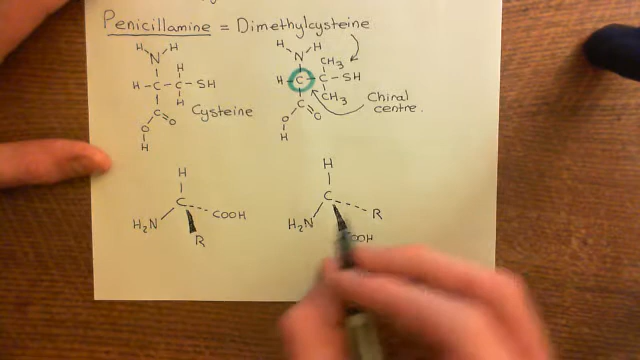 Penicillamine = Dimethylcysteine
H H H H
N N CH3
H
H - C - C - SH H - C - C - SH
H CH3
C C
O O Cysteine O O Chiral
H H centre.
H H
C C
H2N COOH H2N R
R COOH